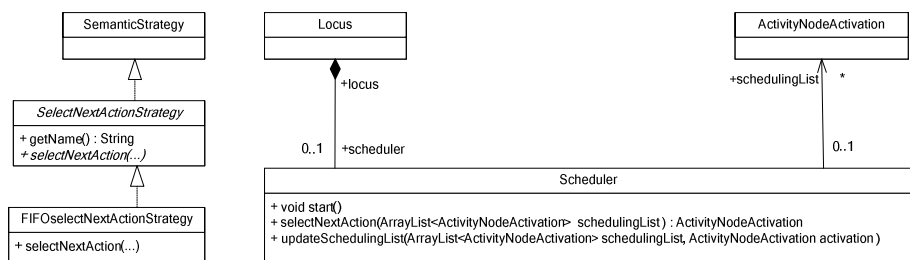 SemanticStrategy
Locus
ActivityNodeActivation
+locus
+schedulingList
*
SelectNextActionStrategy
+ getName() : String
+ selectNextAction(...)
0..1
+scheduler
0..1
Scheduler
+ void start()
+ selectNextAction(ArrayList<ActivityNodeActivation> schedulingList) : ActivityNodeActivation
+ updateSchedulingList(ArrayList<ActivityNodeActivation> schedulingList, ActivityNodeActivation activation)
FIFOselectNextActionStrategy
+ selectNextAction(...)